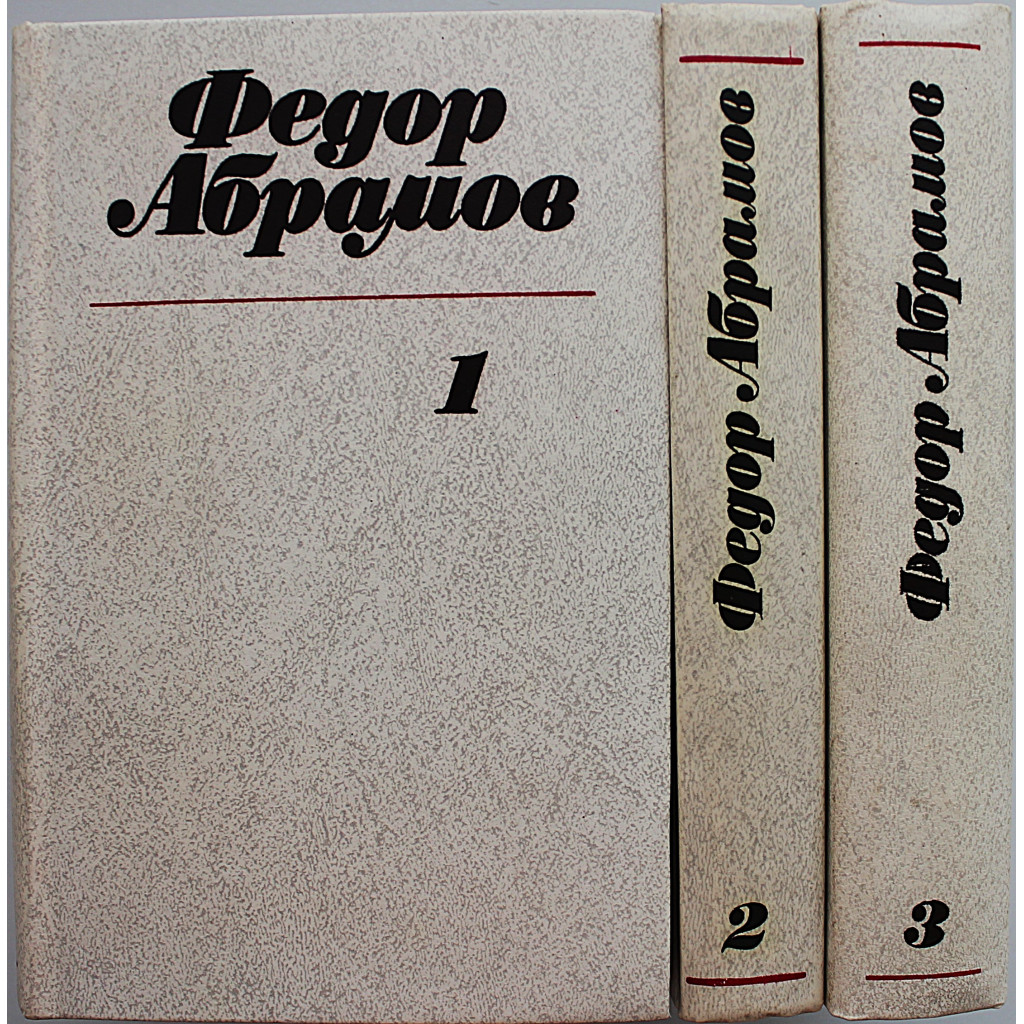 Федор
Абрамов
1
Федор Абрамов
2
Федор Абрамов
3